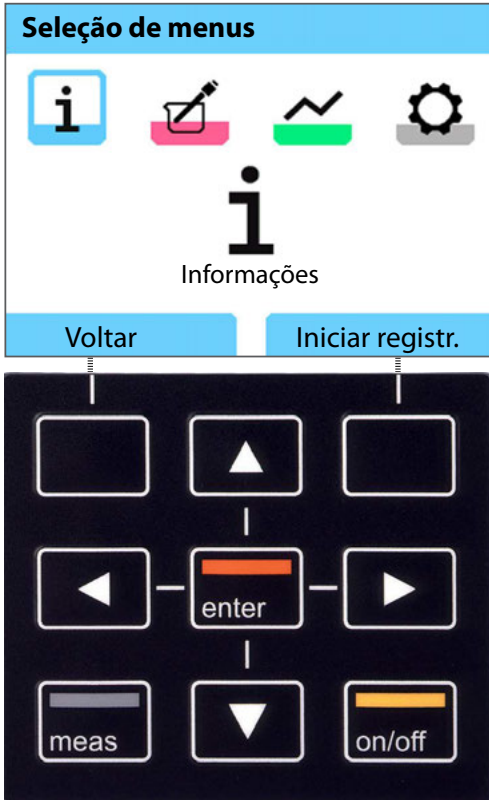 Seleção de menus
Informações
Voltar
Iniciar registr.
enter
meas
on/off